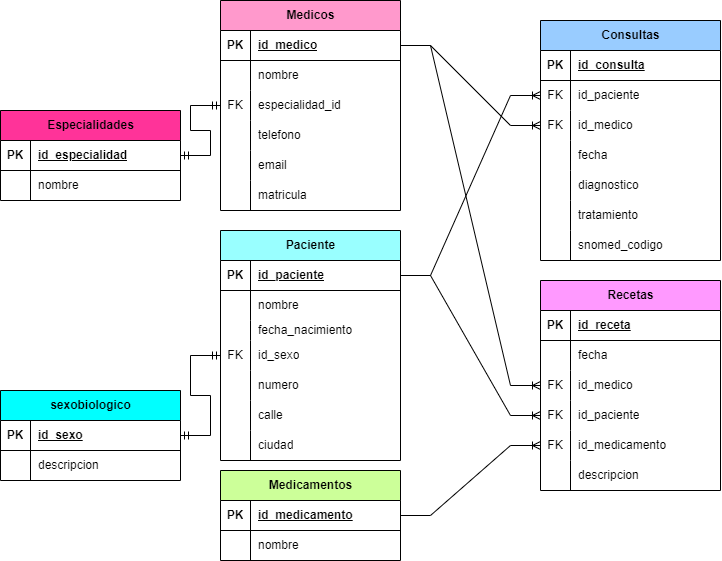 Medicos
PK id_medico
nombre
FK especialidad_id
telefono
email
matricula
Consultas
PK id_consulta
FK id_paciente
FK id_medico
fecha
diagnostico
tratamiento
snomed_codigo
Especialidades
PK id_especialidad
nombre
Paciente
PK id_paciente
nombre
fecha_nacimiento
FK id_sexo
numero
calle
ciudad
Recetas
PK id_receta
fecha
FK id_medico
FK id_paciente
FK id_medicamento
descripcion
sexobiologico
PK id_sexo
descripcion
Medicamentos
PK id_medicamento
nombre